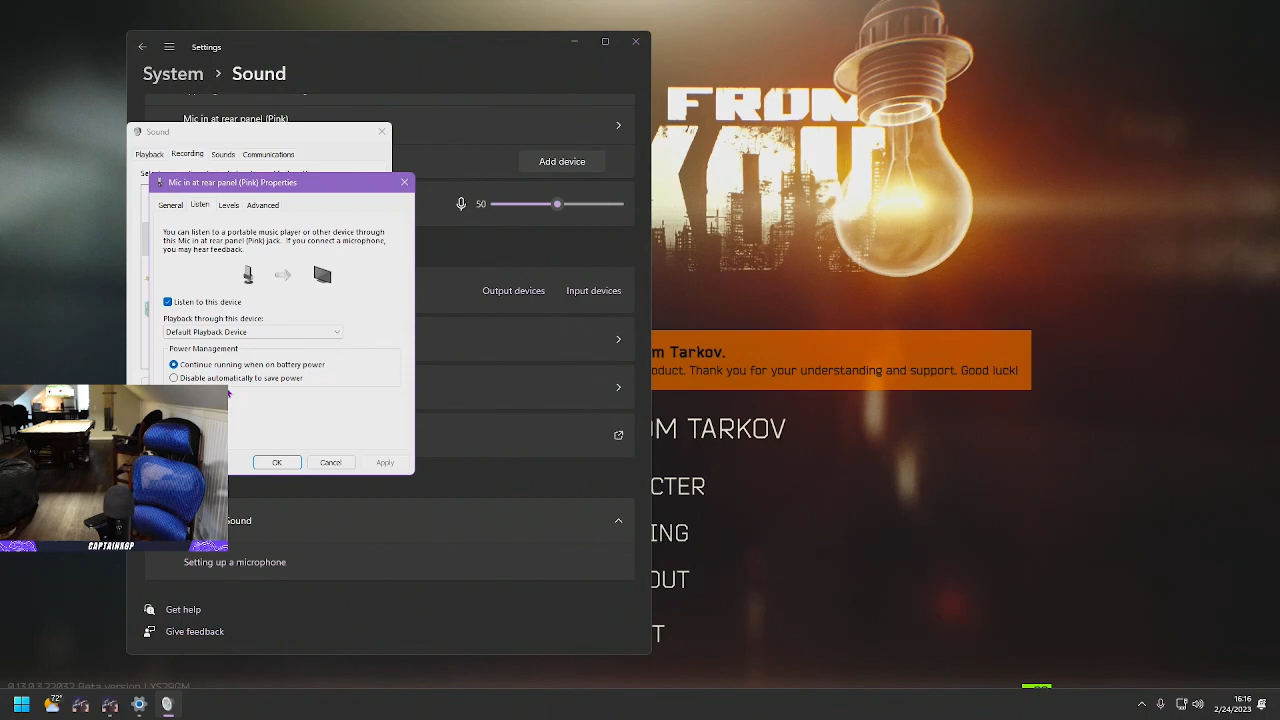 Settings
System > Sound
Mic in at rear panel (Pink)
Add device
50
Output devices
Input devices
Sound
Playback
Recording
Sounds
Communications
Mic in at rear panel (Pink) Properties
General
Listen
Levels
Advanced
You can listen to a portable music player or other device through
this Mic in at rear panel (Pink) jack. If you connect a microphone,
you may hear feedback.
Listen to this device
Playback through this device:
Default Playback Device
Power Management
Continue running when on battery power
Disable automatically to save power
OK
Cancel
Apply
CAPTAINKGP
Sound
Setting up a microphone
Get help
Give feedback
FROM
YOU
m Tarkov.
oduct. Thank you for your understanding and support. Good luck!
OM TARKOV
CTER
ING
OUT
T
72°
16:16
2/24/2023